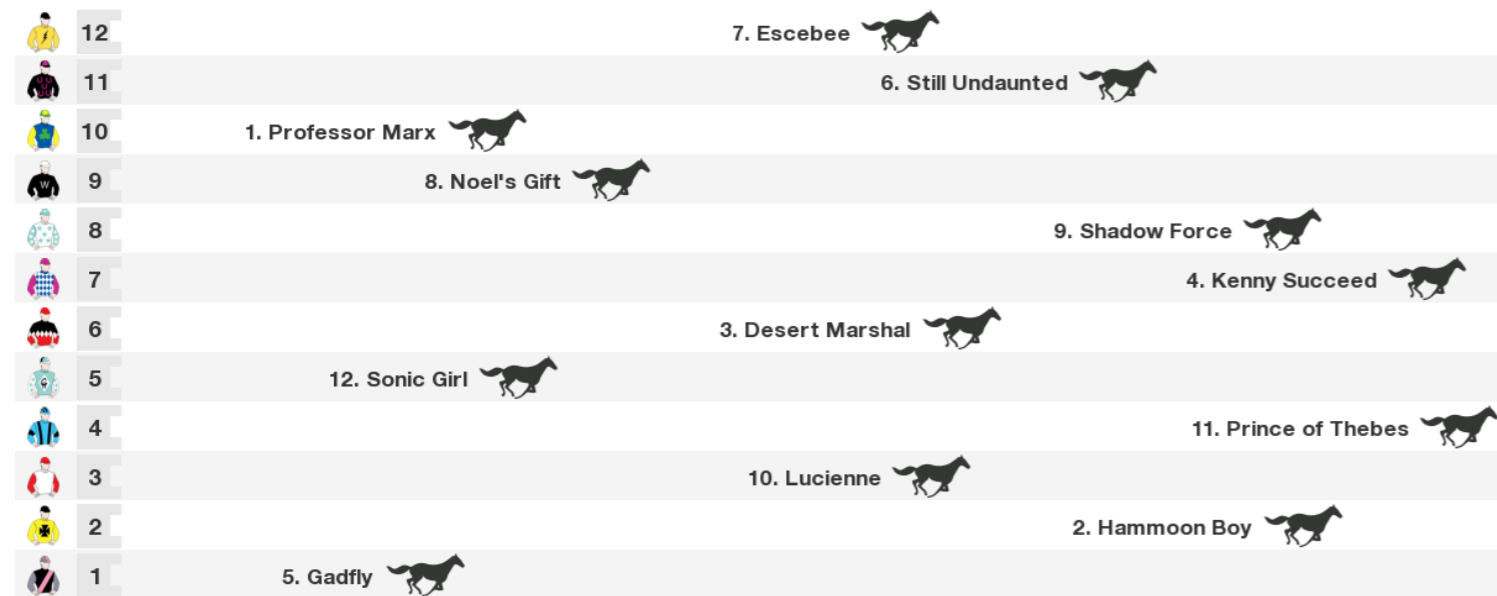 12 7. Escebee
11 6. Still Undaunted
10 1. Professor Marx
W 9 8. Noel's Gift
8 9. Shadow Force
7 4. Kenny Succeed
6 3. Desert Marshal
5 12. Sonic Girl
4 11. Prince of Thebes
3 10. Lucienne
2 2. Hammoon Boy
1 5. Gadfly